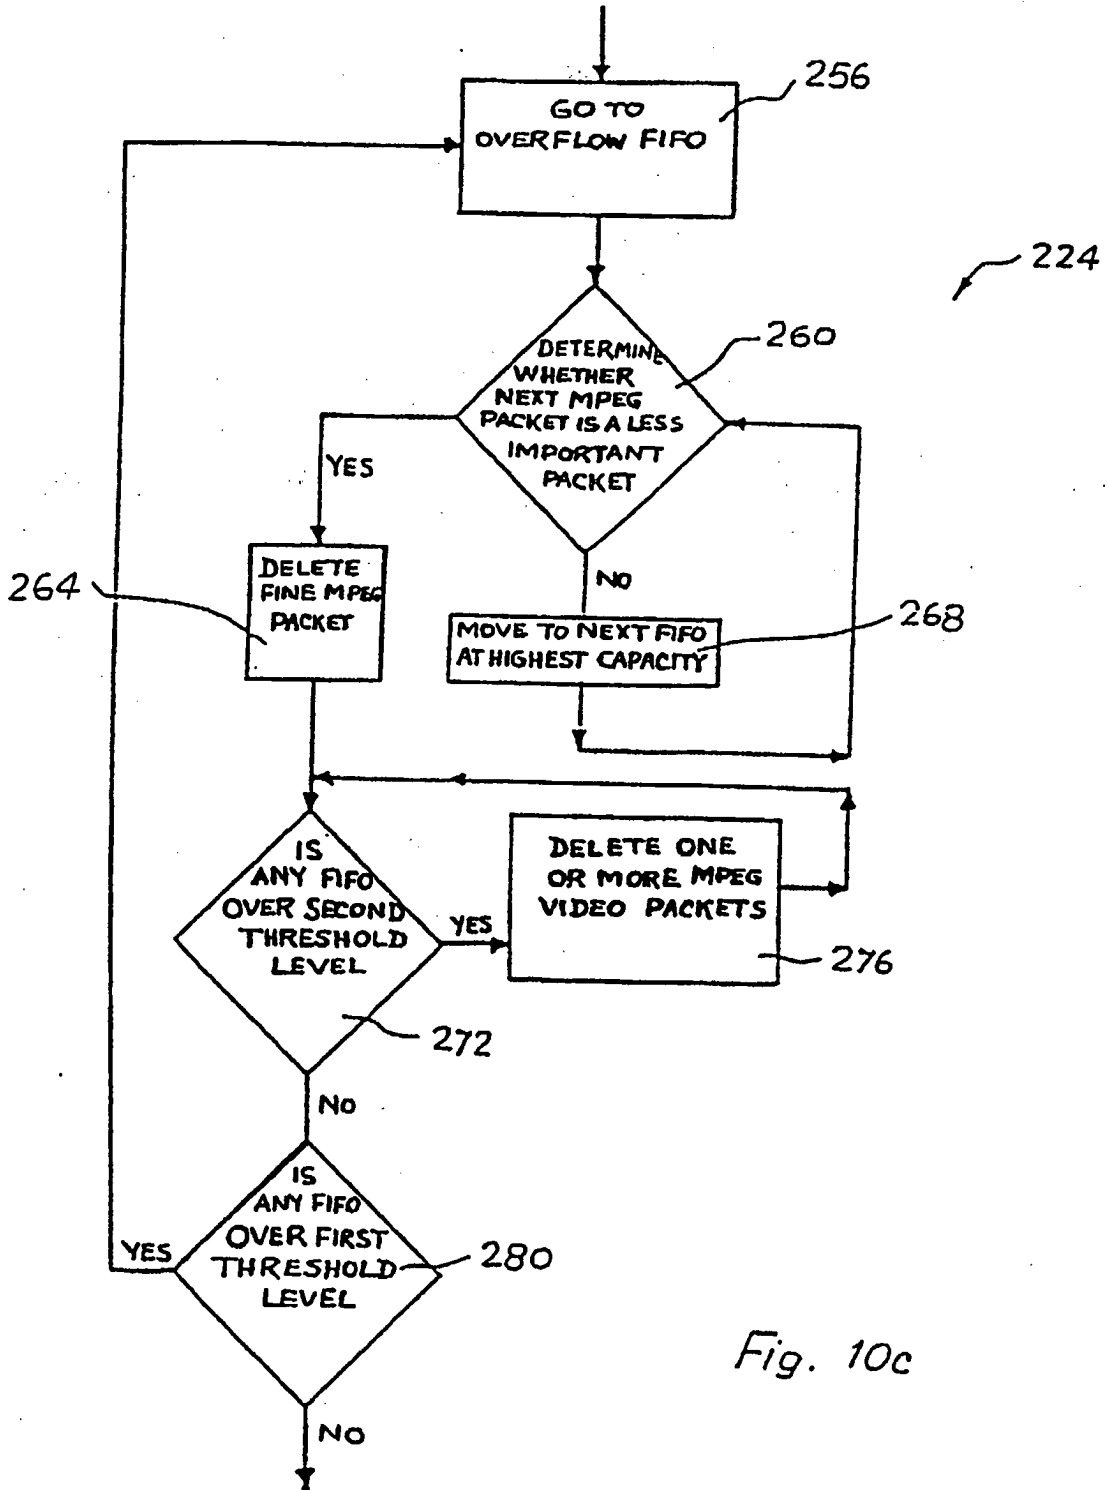 256
GO TO
OVERFLOW FIFO
224
260
DETERMINE
WHETHER
NEXT MPEG
PACKET IS A LESS
IMPORTANT
PACKET
YES
NO
264
DELETE
FINE MPEG
PACKET
268
MOVE TO NEXT FIFO
AT HIGHEST CAPACITY
IS
ANY FIFO
OVER SECOND
THRESHOLD
LEVEL
YES
DELETE ONE
OR MORE MPEG
VIDEO PACKETS
276
272
NO
IS
ANY FIFO
OVER FIRST
THRESHOLD
LEVEL
280
YES
NO
Fig. 10c